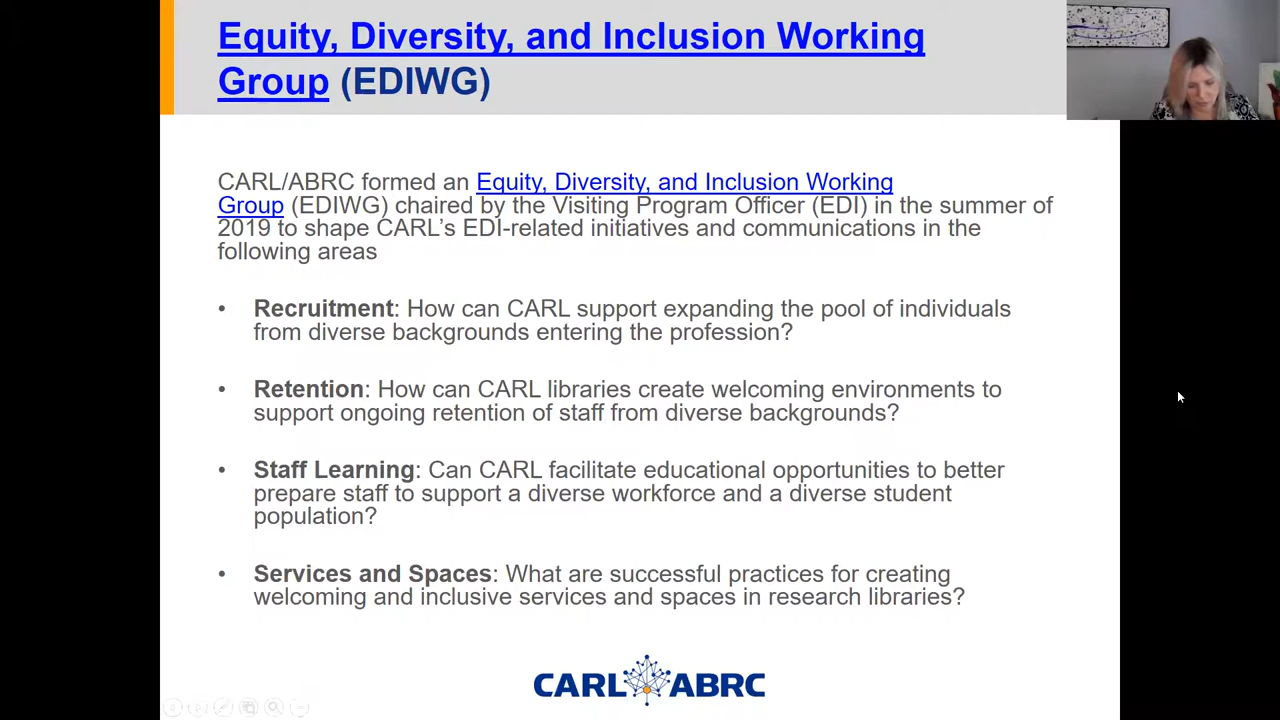 Equity, Diversity, and Inclusion Working
Group (EDIWG)
CARL/ABRC formed an Equity, Diversity, and Inclusion Working
Group (EDIWG) chaired by the Visiting Program Officer (EDI) in the summer of
2019 to shape CARL’s EDI-related initiatives and communications in the
following areas
• Recruitment: How can CARL support expanding the pool of individuals
from diverse backgrounds entering the profession?
• Retention: How can CARL libraries create welcoming environments to
support ongoing retention of staff from diverse backgrounds?
• Staff Learning: Can CARL facilitate educational opportunities to better
prepare staff to support a diverse workforce and a diverse student
population?
• Services and Spaces: What are successful practices for creating
welcoming and inclusive services and spaces in research libraries?
CARL ABRC